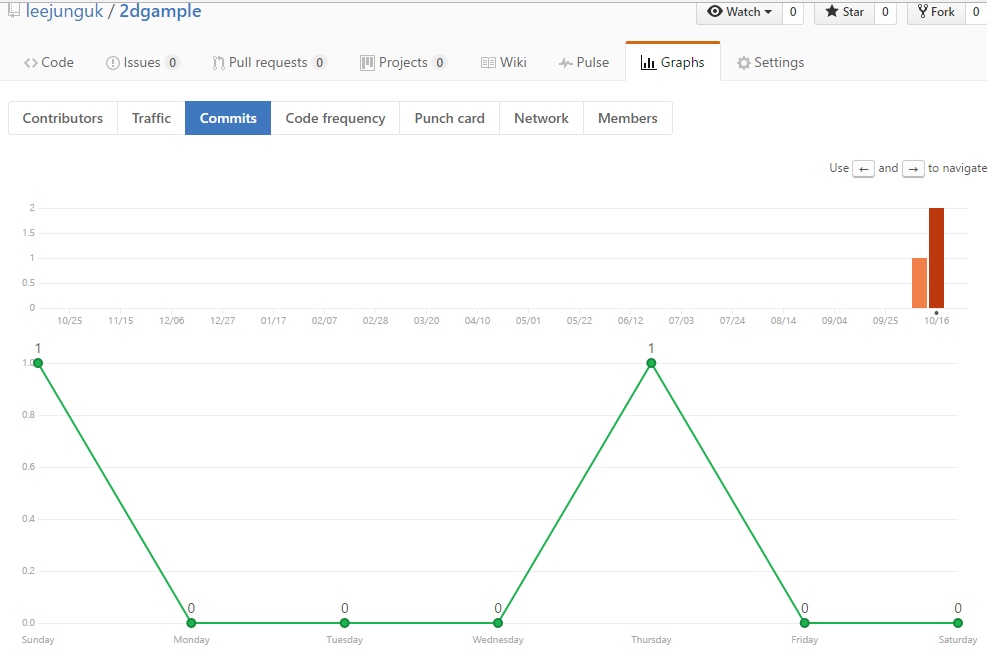 leejunguk / 2dgample
Watch 0 Star 0 Fork 0
Code Issues 0 Pull requests 0 Projects 0 Wiki Pulse Graphs Settings
Contributors Traffic Commits Code frequency Punch card Network Members
Use ← and → to navigate
2
1.5
1
0.5
0
10/25 11/15 12/06 12/27 01/17 02/07 02/28 03/20 04/10 05/01 05/22 06/12 07/03 07/24 08/14 09/04 09/25 10/16
1 1
1.0
0.8
0.6
0.4
0.2
0 0 0 0 0
0.0
Sunday Monday Tuesday Wednesday Thursday Friday Saturday